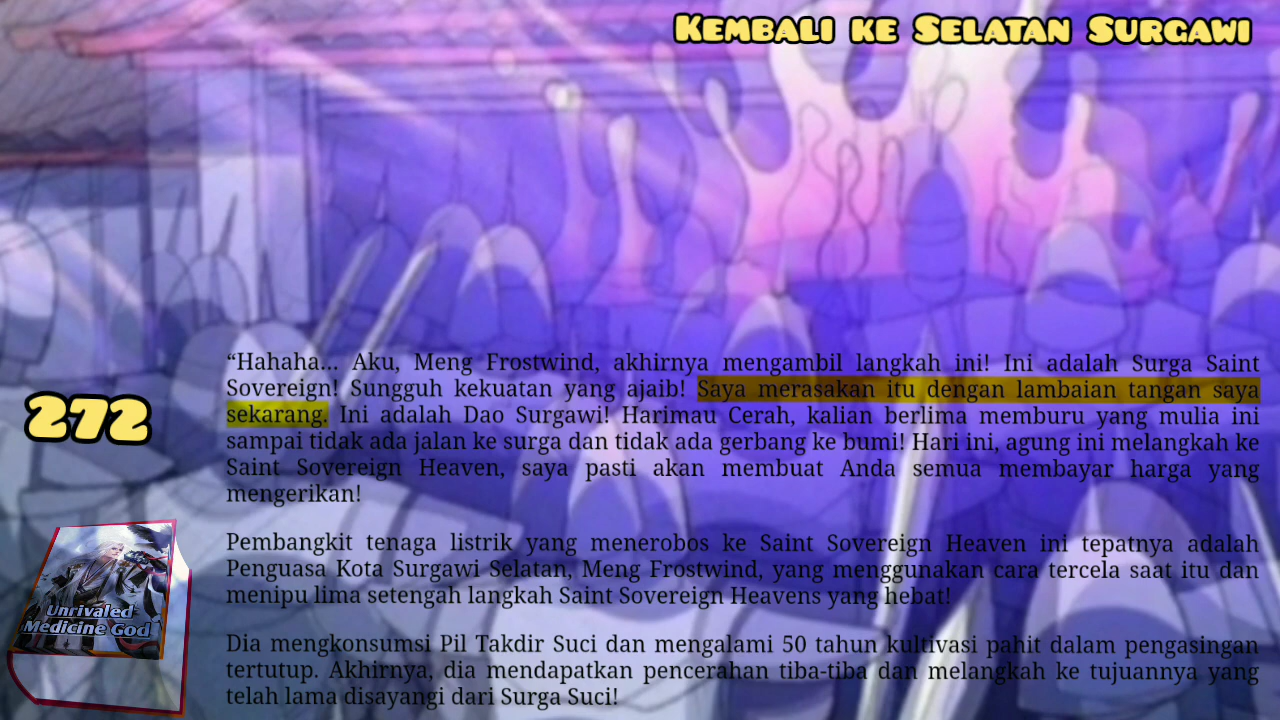 Kembali ke Selatan Surgawi
“Hahaha... Aku, Meng Frostwind, akhirnya mengambil langkah ini! Ini adalah Surga Saint
Sovereign! Sungguh kekuatan yang ajaib! Saya merasakan itu dengan lambaian tangan saya
sekarang. Ini adalah Dao Surgawi! Harimau Cerah, kalian berlima memburu yang mulia ini
sampai tidak ada jalan ke surga dan tidak ada gerbang ke bumi! Hari ini, agung ini melangkah ke
Saint Sovereign Heaven, saya pasti akan membuat Anda semua membayar harga yang
mengerikan!
272
Pembangkit tenaga listrik yang menerobos ke Saint Sovereign Heaven ini tepatnya adalah
Penguasa Kota Surgawi Selatan, Meng Frostwind, yang menggunakan cara tercela saat itu dan
menipu lima setengah langkah Saint Sovereign Heavens yang hebat!
Dia mengkonsumsi Pil Takdir Suci dan mengalami 50 tahun kultivasi pahit dalam pengasingan
tertutup. Akhirnya, dia mendapatkan pencerahan tiba-tiba dan melangkah ke tujuannya yang
telah lama disayangi dari Surga Suci!
Unrivaled
Medicine God